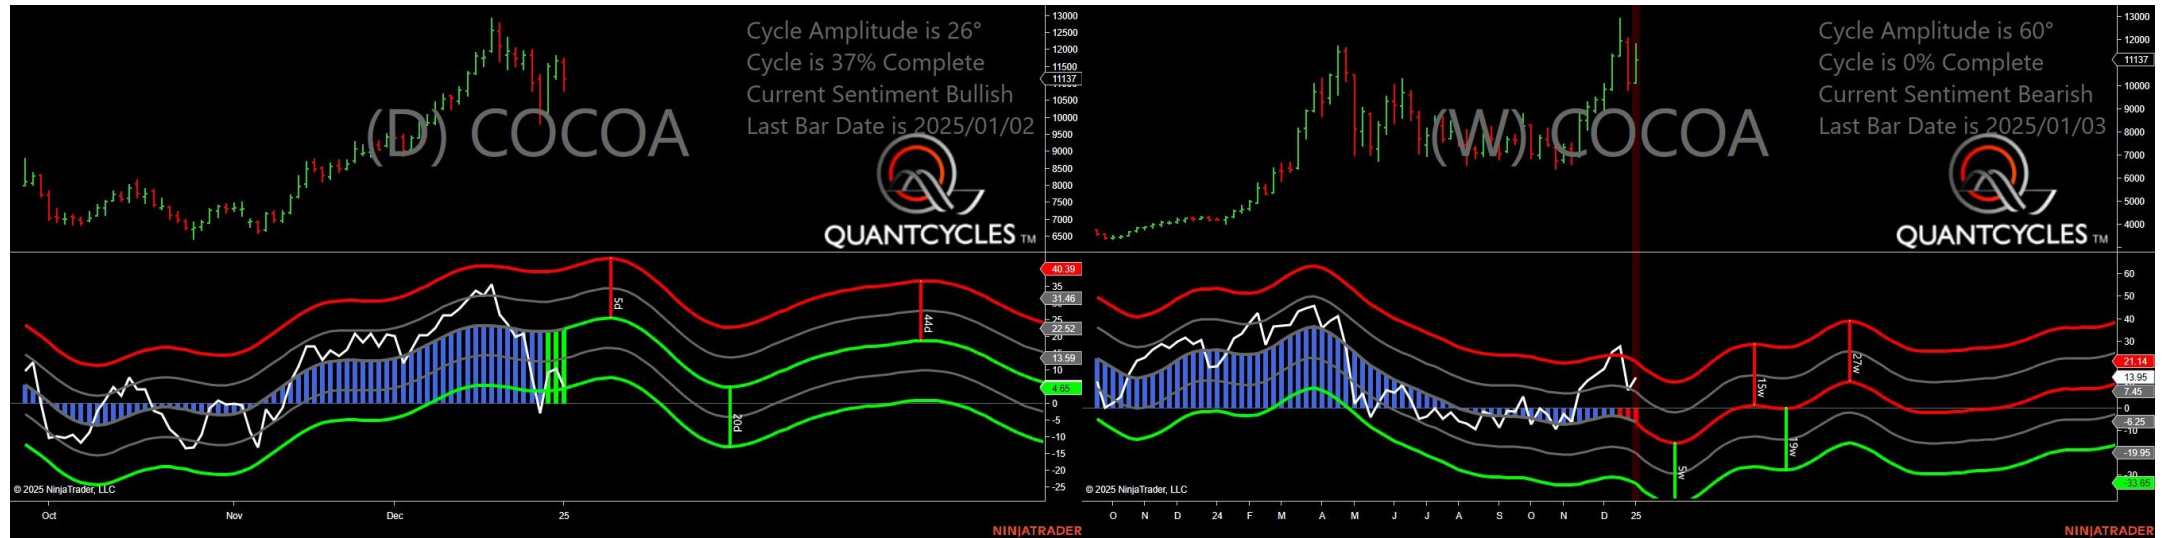 Cycle Amplitude is 26°
Cycle is 37% Complete
Current Sentiment Bullish
Last Bar Date is 2025/01/02
(D) COCOA
QUANTCYCLES TM
13000
12500
12000
11500
11137
10500
10000
9500
9000
8500
8000
7500
7000
6500
40.39
35
31.46
25
22.52
20
13.59
10
4.65
0
-5
-10
-15
-20
-25
5d
20d
44d
© 2025 NinjaTrader, LLC
Oct Nov Dec 25
NINJATRADER
Cycle Amplitude is 60°
Cycle is 0% Complete
Current Sentiment Bearish
Last Bar Date is 2025/01/03
(W) COCOA
QUANTCYCLES TM
13000
12000
11137
10000
9000
8000
7000
6000
5000
4000
60
50
40
30
21.14
13.95
7.45
0
-6.25
-10
-19.95
-33.65
5w
15w
19w
27w
© 2025 NinjaTrader, LLC
O N D 24 F M A M J J A S O N D 25
NINJATRADER